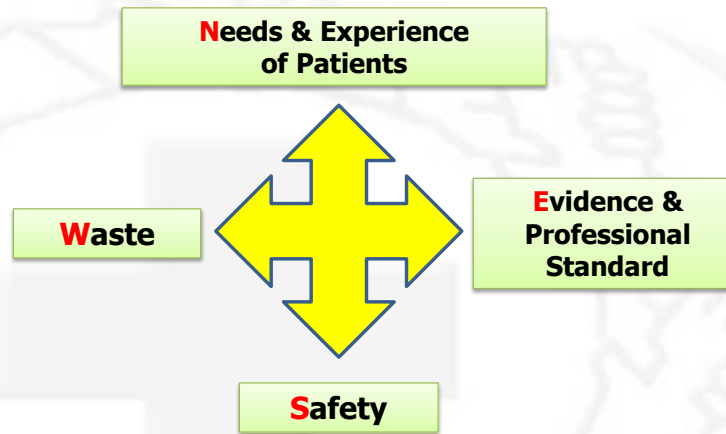 Needs & Experience
of Patients
Waste
Evidence &
Professional
Standard
Safety